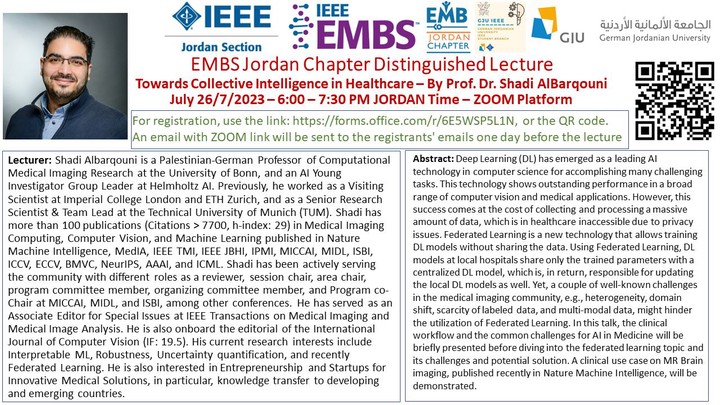 IEEE
Jordan Section
IEEE
EMBS
EMB
JORDAN
CHAPTER
GJU IEEE
GJU
الجامعة الألمانية الأردنية
German Jordanian University
EMBS Jordan Chapter Distinguished Lecture
Towards Collective Intelligence in Healthcare – By Prof. Dr. Shadi AlBarqouni
July 26/7/2023 – 6:00 – 7:30 PM JORDAN Time – ZOOM Platform
For registration, use the link: https://forms.office.com/r/6E5WSP5L1N, or the QR code.
An email with ZOOM link will be sent to the registrants' emails one day before the lecture
Lecturer: Shadi Albarqouni is a Palestinian-German Professor of Computational
Medical Imaging Research at the University of Bonn, and an AI Young
Investigator Group Leader at Helmholtz AI. Previously, he worked as a Visiting
Scientist at Imperial College London and ETH Zurich, and as a Senior Research
Scientist & Team Lead at the Technical University of Munich (TUM). Shadi has
more than 100 publications (Citations > 7700, h-index: 29) in Medical Imaging
Computing, Computer Vision, and Machine Learning published in Nature
Machine Intelligence, MedIA, IEEE TMI, IEEE JBHI, IPMI, MICCAI, MIDL, ISBI,
ICCV, ECCV, BMVC, NeurIPS, AAAI, and ICML. Shadi has been actively serving
the community with different roles as a reviewer, session chair, area chair,
program committee member, organizing committee member, and Program co-
Chair at MICCAI, MIDL, and ISBI, among other conferences. He has served as an
Associate Editor for Special Issues at IEEE Transactions on Medical Imaging and
Medical Image Analysis. He is also onboard the editorial of the International
Journal of Computer Vision (IF: 19.5). His current research interests include
Interpretable ML, Robustness, Uncertainty quantification, and recently
Federated Learning. He is also interested in Entrepreneurship and Startups for
Innovative Medical Solutions, in particular, knowledge transfer to developing
and emerging countries.
Abstract: Deep Learning (DL) has emerged as a leading AI
technology in computer science for accomplishing many challenging
tasks. This technology shows outstanding performance in a broad
range of computer vision and medical applications. However, this
success comes at the cost of collecting and processing a massive
amount of data, which is in healthcare inaccessible due to privacy
issues. Federated Learning is a new technology that allows training
DL models without sharing the data. Using Federated Learning, DL
models at local hospitals share only the trained parameters with a
centralized DL model, which is, in return, responsible for updating
the local DL models as well. Yet, a couple of well-known challenges
in the medical imaging community, e.g., heterogeneity, domain
shift, scarcity of labeled data, and multi-modal data, might hinder
the utilization of Federated Learning. In this talk, the clinical
workflow and the common challenges for AI in Medicine will be
briefly presented before diving into the federated learning topic and
its challenges and potential solution. A clinical use case on MR Brain
imaging, published recently in Nature Machine Intelligence, will be
demonstrated.